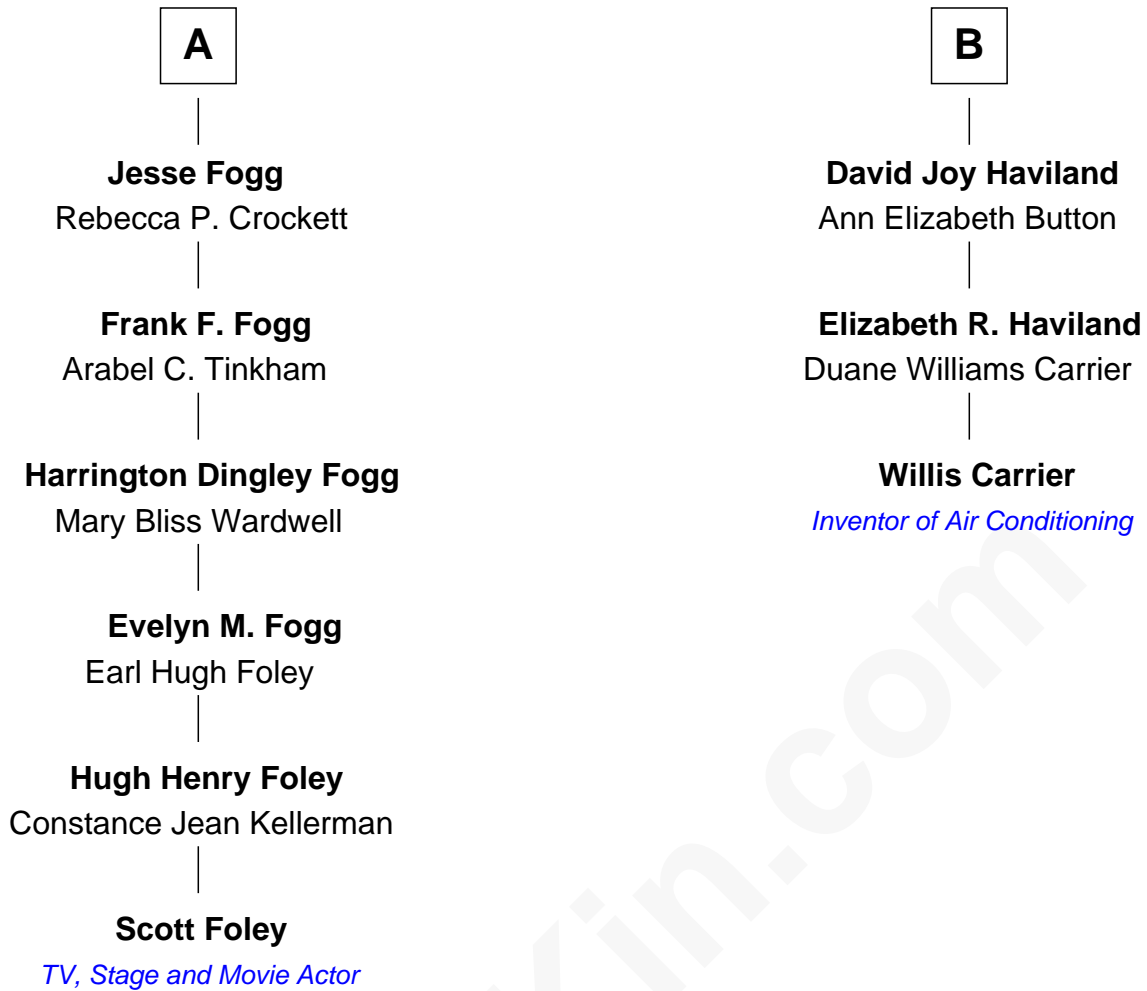 A
Jesse Fogg
Rebecca P. Crockett
Frank F. Fogg
Arabel C. Tinkham
Harrington Dingley Fogg
Mary Bliss Wardwell
Evelyn M. Fogg
Earl Hugh Foley
Hugh Henry Foley
Constance Jean Kellerman
Scott Foley
TV, Stage and Movie Actor
B
David Joy Haviland
Ann Elizabeth Button
Elizabeth R. Haviland
Duane Williams Carrier
Willis Carrier
Inventor of Air Conditioning
Kin.com